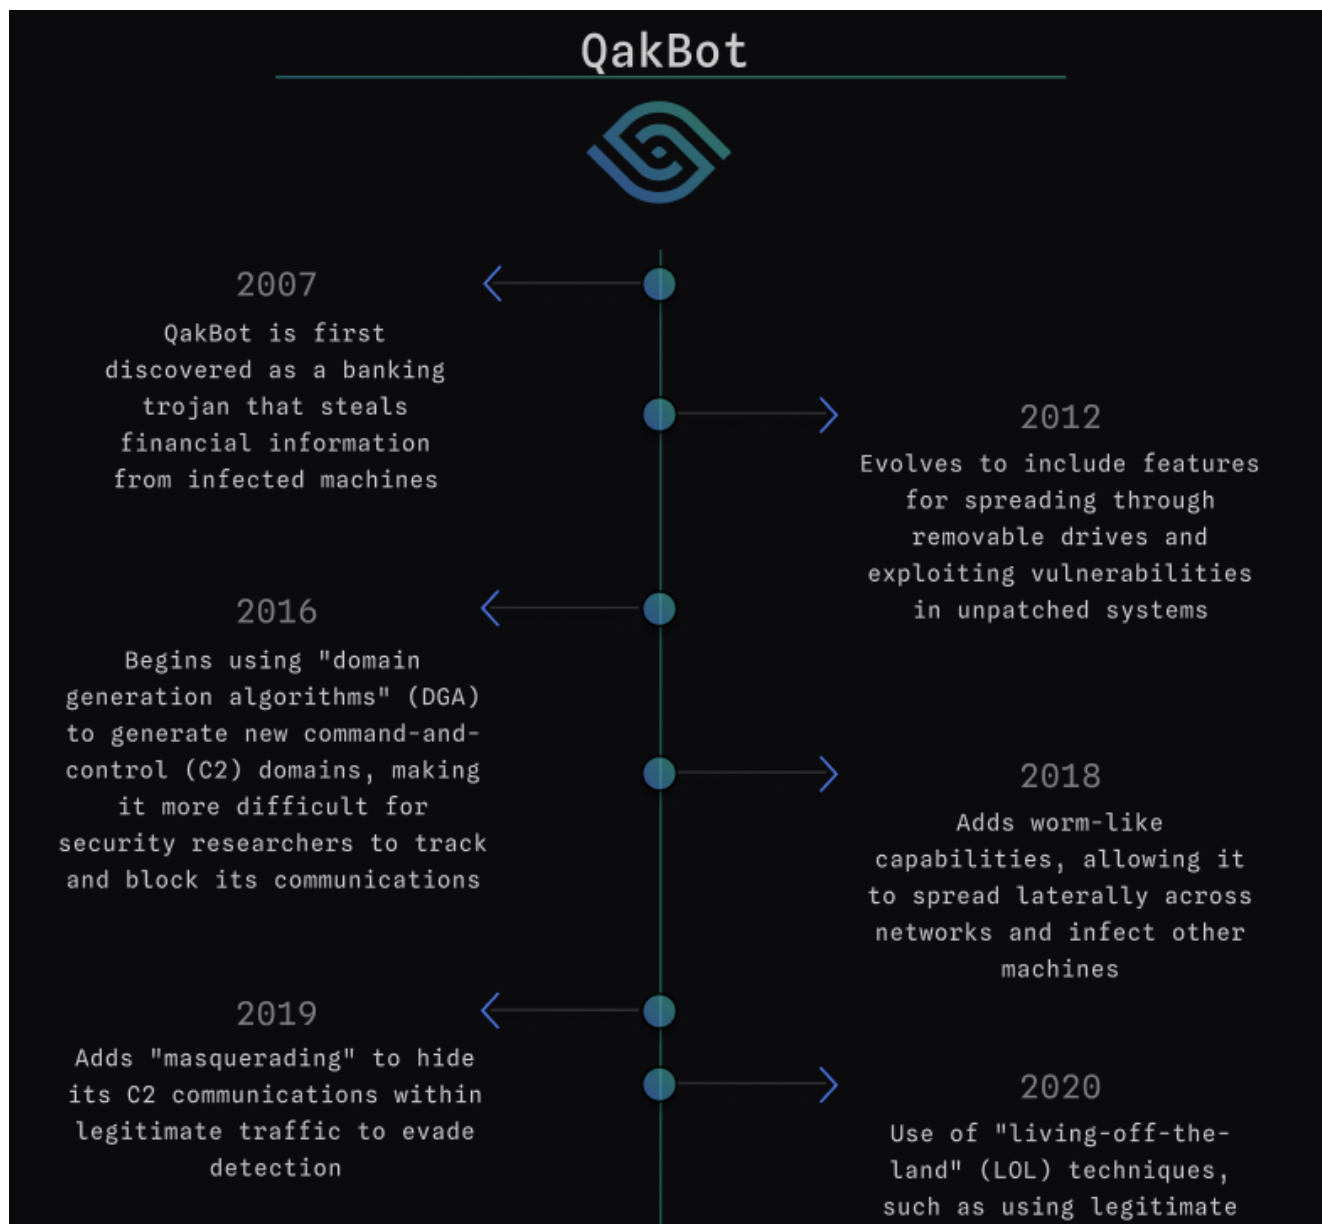 QakBot
2007
QakBot is first
discovered as a banking
trojan that steals
financial information
from infected machines
2012
Evolves to include features
for spreading through
removable drives and
exploiting vulnerabilities
in unpatched systems
2016
Begins using "domain
generation algorithms" (DGA)
to generate new command-and-
control (C2) domains, making
it more difficult for
security researchers to track
and block its communications
2018
Adds worm-like
capabilities, allowing it
to spread laterally across
networks and infect other
machines
2019
Adds "masquerading" to hide
its C2 communications within
legitimate traffic to evade
detection
2020
Use of "living-off-the-
land" (LOL) techniques,
such as using legitimate